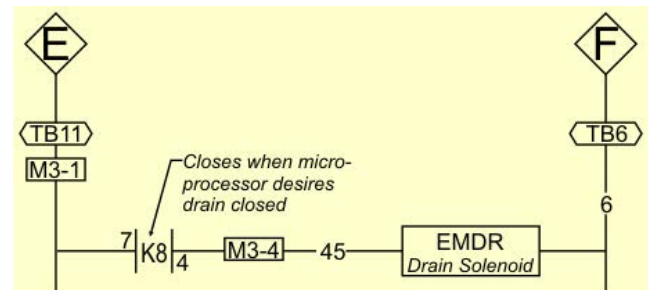 E
F
TB11
TB6
M3-1
Closes when micro-
processor desires
drain closed
6
7
K8
4
M3-4
45
EMDR
Drain Solenoid